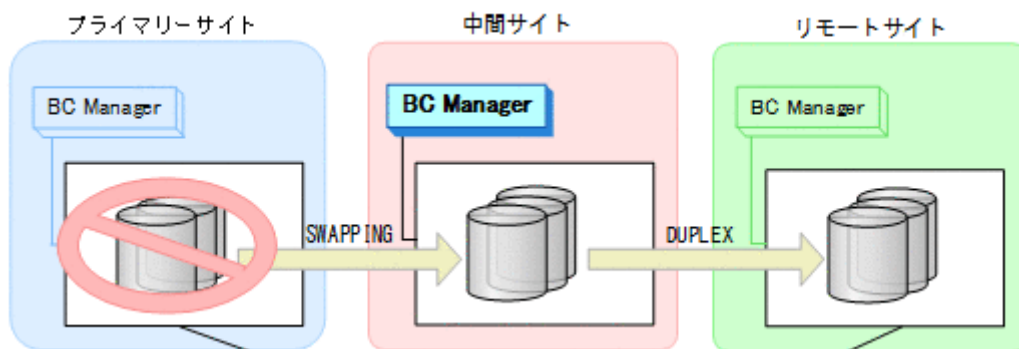 プライマリーサイト
中間サイト
リモートサイト
BC Manager
BC Manager
BC Manager
SWAPPING
DUPLEX